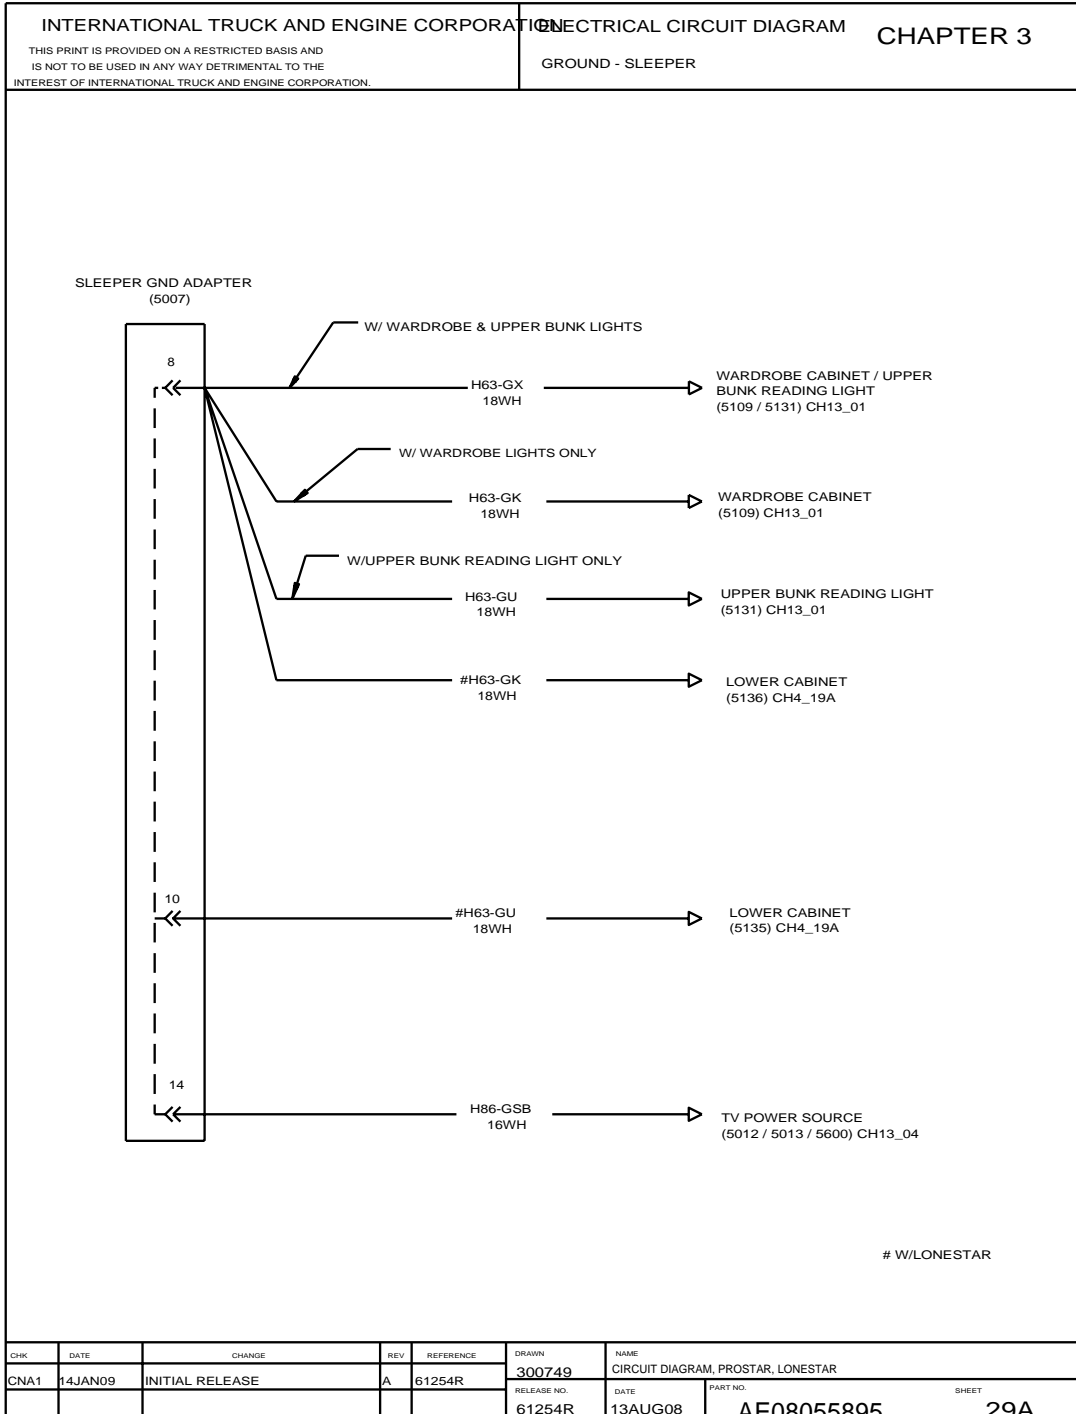 INTERNATIONAL TRUCK AND ENGINE CORPORATION
THIS PRINT IS PROVIDED ON A RESTRICTED BASIS AND
IS NOT TO BE USED IN ANY WAY DETRIMENTAL TO THE
INTEREST OF INTERNATIONAL TRUCK AND ENGINE CORPORATION.
ELECTRICAL CIRCUIT DIAGRAM
GROUND - SLEEPER
CHAPTER 3
SLEEPER GND ADAPTER
(5007)
W/ WARDROBE & UPPER BUNK LIGHTS
8
H63-GX
18WH
WARDROBE CABINET / UPPER
BUNK READING LIGHT
(5109 / 5131) CH13_01
W/ WARDROBE LIGHTS ONLY
H63-GK
18WH
WARDROBE CABINET
(5109) CH13_01
W/UPPER BUNK READING LIGHT ONLY
H63-GU
18WH
UPPER BUNK READING LIGHT
(5131) CH13_01
#H63-GK
18WH
LOWER CABINET
(5136) CH4_19A
10
#H63-GU
18WH
LOWER CABINET
(5135) CH4_19A
14
H86-GSB
16WH
TV POWER SOURCE
(5012 / 5013 / 5600) CH13_04
# W/LONESTAR
CHK DATE CHANGE REV REFERENCE
CNA1 14JAN09 INITIAL RELEASE A 61254R
DRAWN
300749
NAME
CIRCUIT DIAGRAM, PROSTAR, LONESTAR
RELEASE NO.
61254R
DATE
13AUG08
PART NO.
AE08055895
SHEET
29A